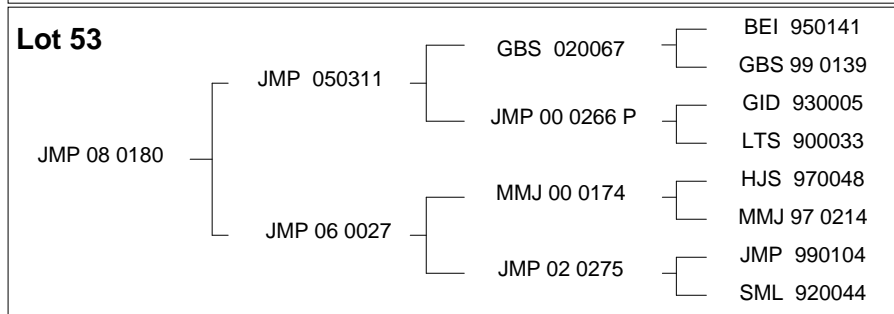 Lot 53
BEI 950141
GBS 020067
GBS 99 0139
JMP 050311
GID 930005
JMP 00 0266 P
LTS 900033
JMP 08 0180
HJS 970048
MMJ 00 0174
MMJ 97 0214
JMP 06 0027
JMP 990104
JMP 02 0275
SML 920044